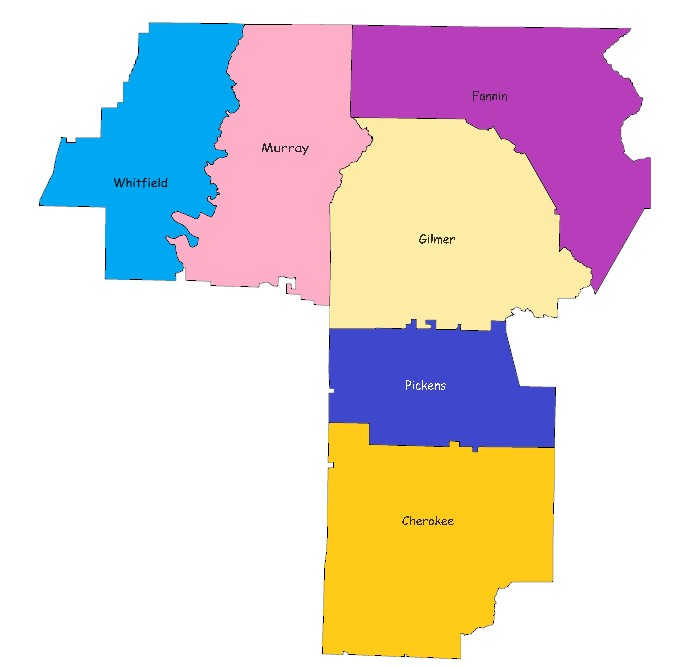 Fannin
Murray
Whitfield
Gilmer
Pickens
Cherokee